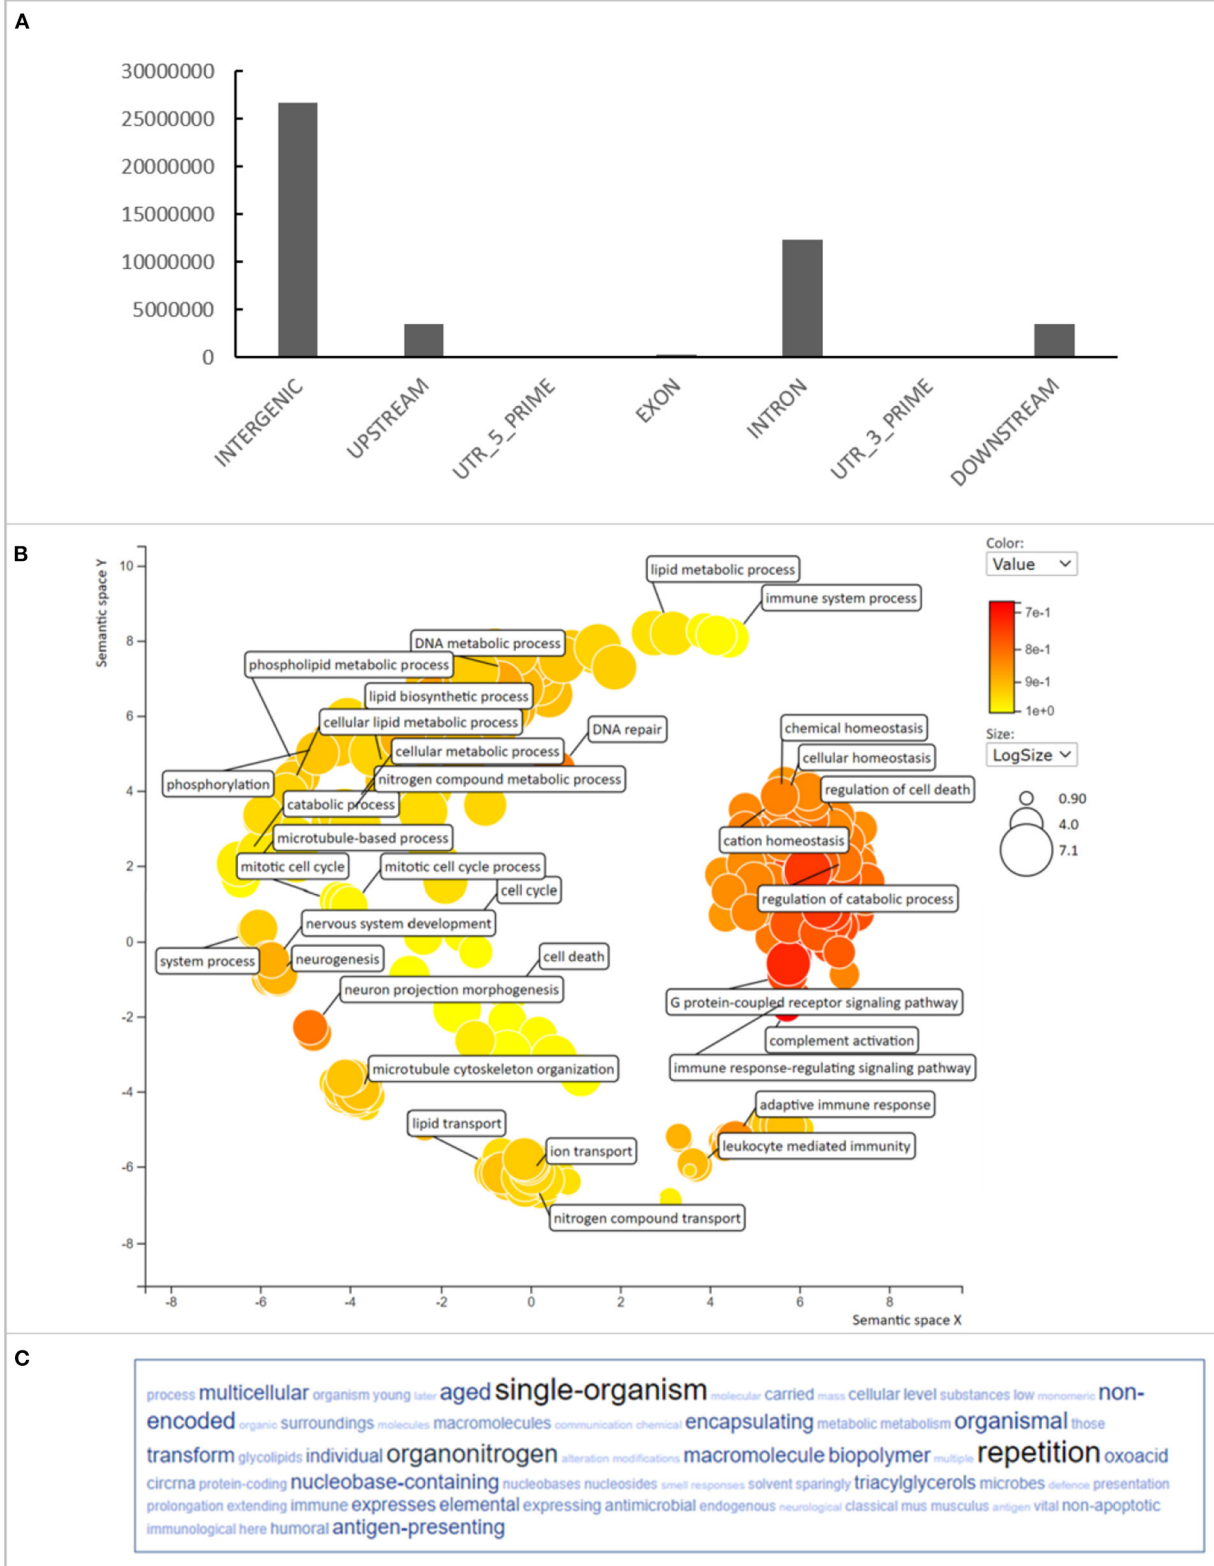 A
30000000
25000000
20000000
15000000
10000000
5000000
0
INTERGENIC
UPSTREAM
UTR_5_PRIME
EXON
INTRON
UTR_3_PRIME
DOWNSTREAM
B
Semantic space Y
10
8
6
4
2
0
-2
-4
-6
-8
lipid metabolic process
immune system process
DNA metabolic process
phospholipid metabolic process
lipid biosynthetic process
cellular lipid metabolic process
DNA repair
cellular metabolic process
phosphorylation
nitrogen compound metabolic process
catabolic process
microtubule-based process
mitotic cell cycle
mitotic cell cycle process
cell cycle
nervous system development
system process
neurogenesis
cell death
neuron projection morphogenesis
microtubule cytoskeleton organization
lipid transport
ion transport
nitrogen compound transport
chemical homeostasis
cellular homeostasis
regulation of cell death
cation homeostasis
regulation of catabolic process
G protein-coupled receptor signaling pathway
complement activation
immune response-regulating signaling pathway
adaptive immune response
leukocyte mediated immunity
-8
-6
-4
-2
0
2
4
6
8
Semantic space X
Color:
Value
7e-1
8e-1
9e-1
1e+0
Size:
LogSize
0.90
4.0
7.1
C
process multicellular organism young later aged single-organism molecular carried mass cellular level substances low monomeric non-
encoded organic surroundings molecules macromolecules communication chemical encapsulating metabolic metabolism organismal those
transform glycolipids individual organonitrogen alteration modifications macromolecule biopolymer multiple repetition oxoacid
circrna protein-coding nucleobase-containing nucleobases nucleosides smell responses solvent sparingly triacylglycerols microbes defence presentation
prolongation extending immune expresses elemental expressing antimicrobial endogenous neurological classical mus musculus antigen vital non-apoptotic
immunological here humoral antigen-presenting